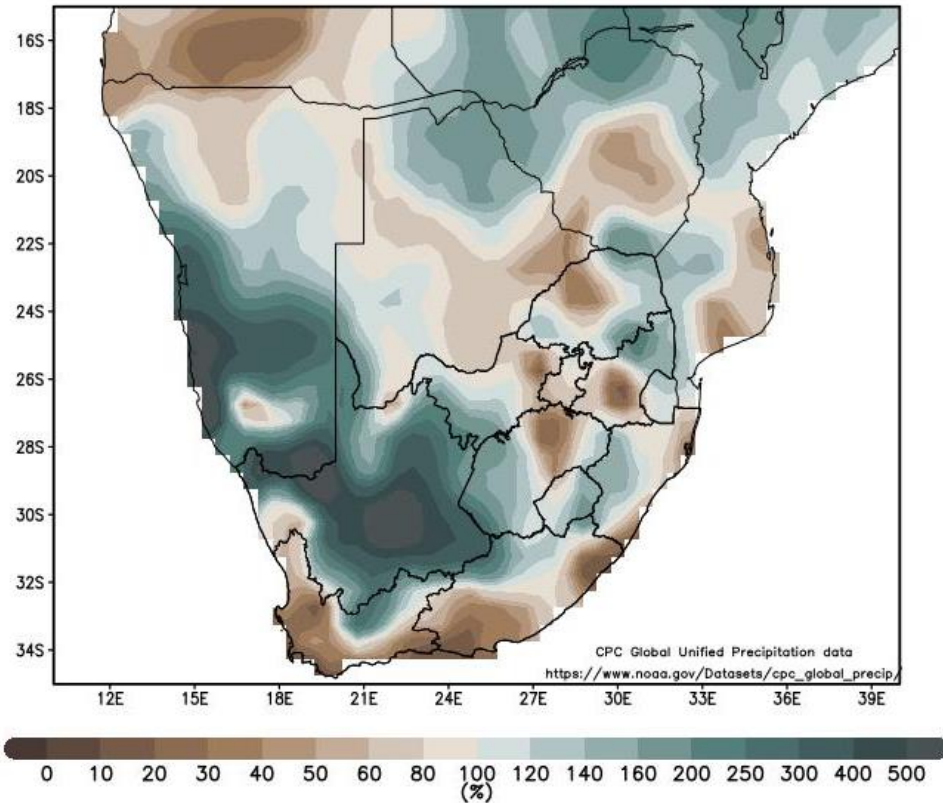 16S
18S
20S
22S
24S
26S
28S
30S
32S
34S
CPC Global Unified Precipitation data
https://www.noaa.gov/Datasets/cpc_global_precip/
12E 15E 18E 21E 24E 27E 30E 33E 36E 39E
0 10 20 30 40 60 80 100 120 140 160 200 250 300 400 500
(%)